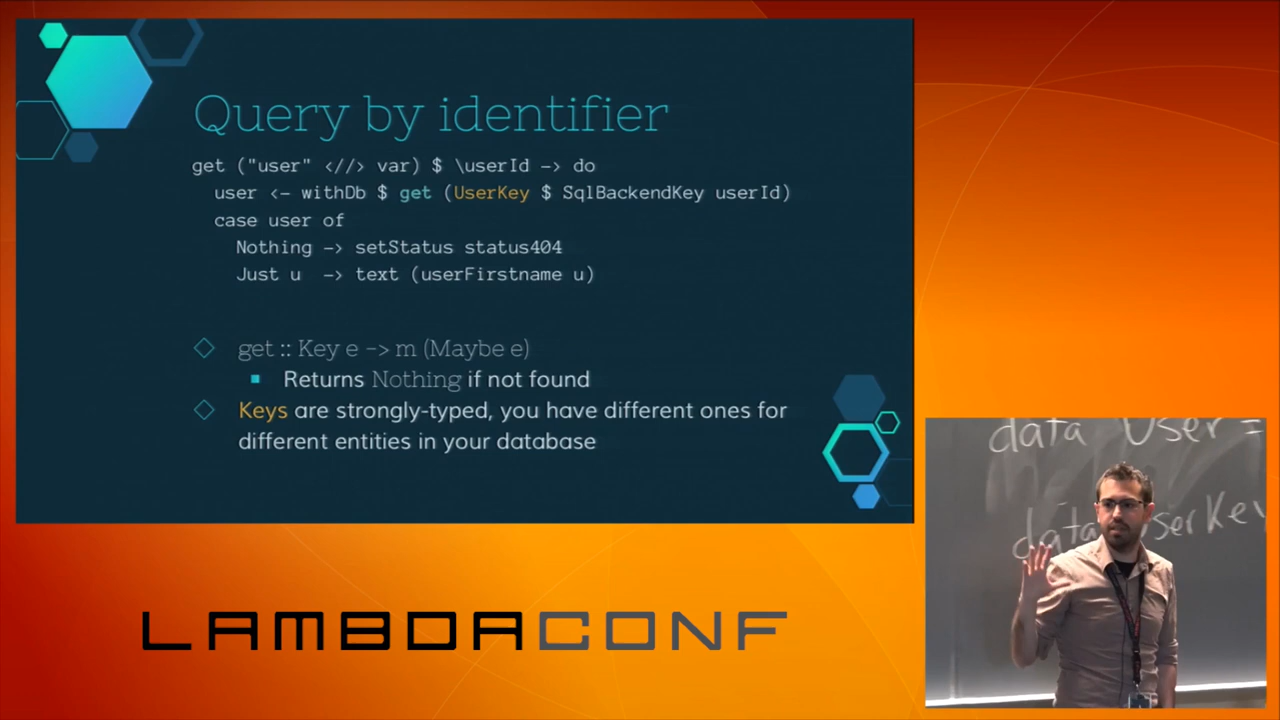 Query by identifier
get ("user" <//> var) $ \userId -> do
  user <- withDb $ get (UserKey $ SqlBackendKey userId)
  case user of
    Nothing -> setStatus status404
    Just u  -> text (userFirstname u)
get :: Key e -> m (Maybe e)
Returns Nothing if not found
Keys are strongly-typed, you have different ones for
different entities in your database
data User =
data UserKey
LAMBDACONF